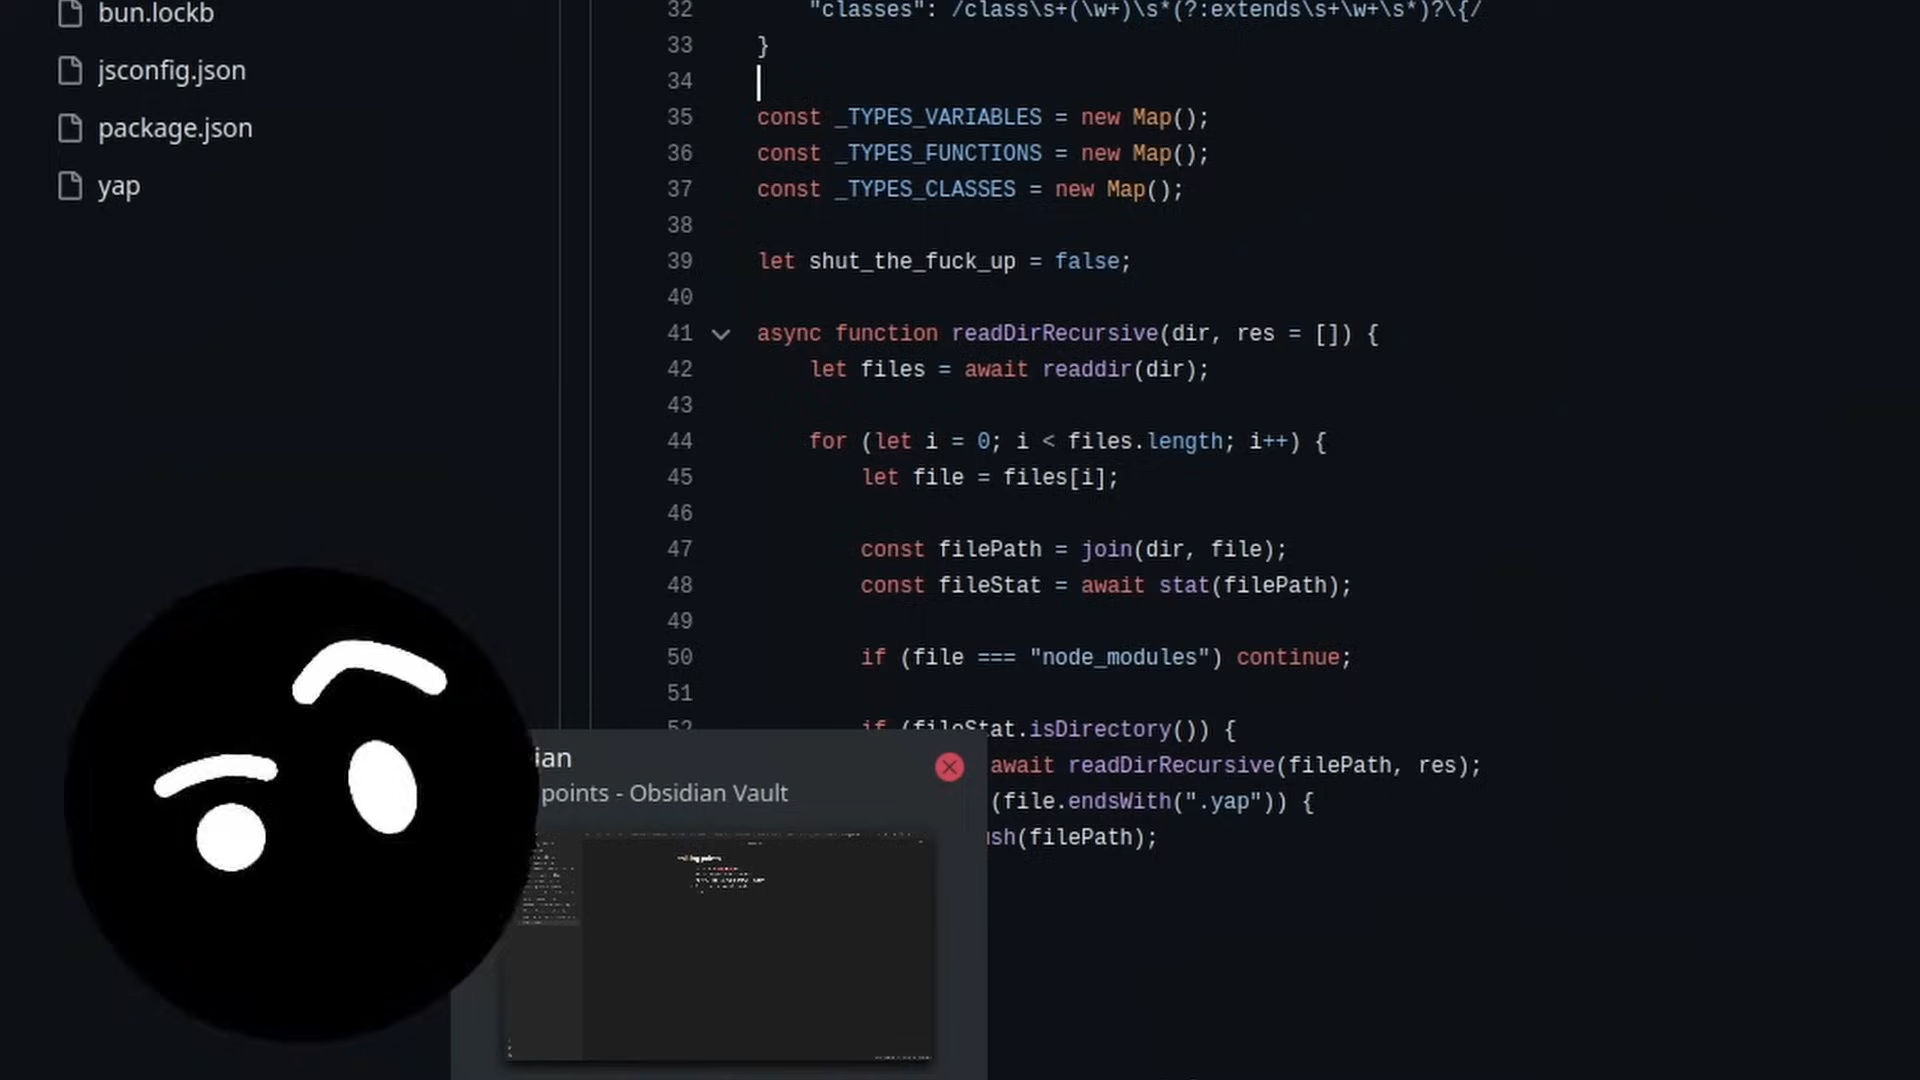 bun.lockb
jsconfig.json
package.json
yap
32 "classes": /class\s+(\w+)\s*(?:extends\s+\w+\s*)?\{/
33 }
34
35 const _TYPES_VARIABLES = new Map();
36 const _TYPES_FUNCTIONS = new Map();
37 const _TYPES_CLASSES = new Map();
38
39 let shut_the_fuck_up = false;
40
41 async function readDirRecursive(dir, res = []) {
42 let files = await readdir(dir);
43
44 for (let i = 0; i < files.length; i++) {
45 let file = files[i];
46
47 const filePath = join(dir, file);
48 const fileStat = await stat(filePath);
49
50 if (file === "node_modules") continue;
51
52 if (fileStat.isDirectory()) {
await readDirRecursive(filePath, res);
(file.endsWith(".yap")) {
sh(filePath);
ian
points - Obsidian Vault